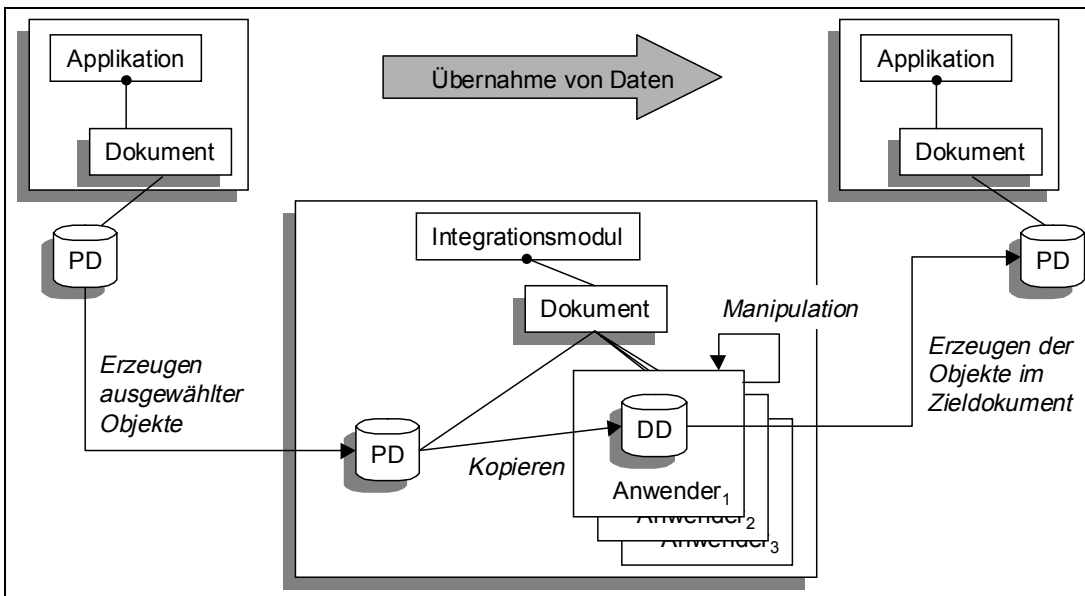 Applikation
Dokument
PD
Übernahme von Daten
Applikation
Dokument
PD
Integrationsmodul
Dokument
Manipulation
Erzeugen
ausgewählter
Objekte
PD
Kopieren
DD
Anwender1
Anwender2
Anwender3
Erzeugen der
Objekte im
Zieldokument